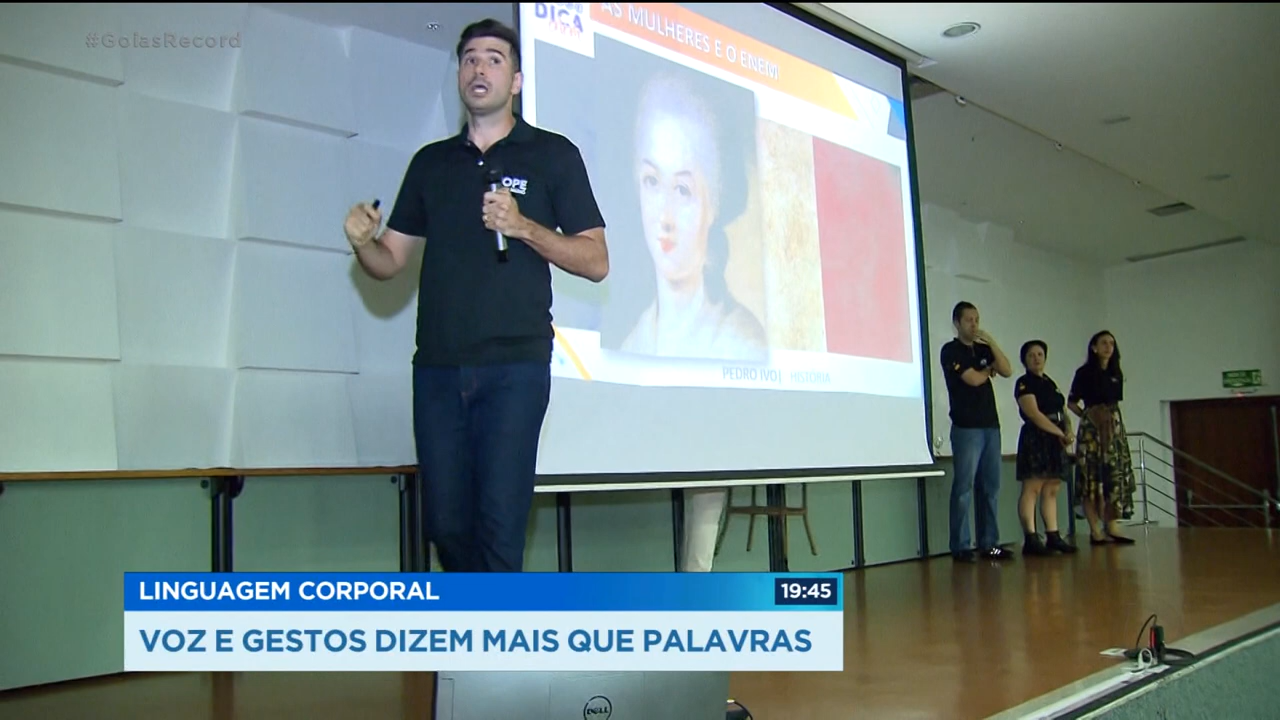 #GoiasRecord
DICA
AS MULHERES E O ENEM
OPE
PEDRO IVO | HISTÓRIA
LINGUAGEM CORPORAL
19:45
VOZ E GESTOS DIZEM MAIS QUE PALAVRAS
DELL